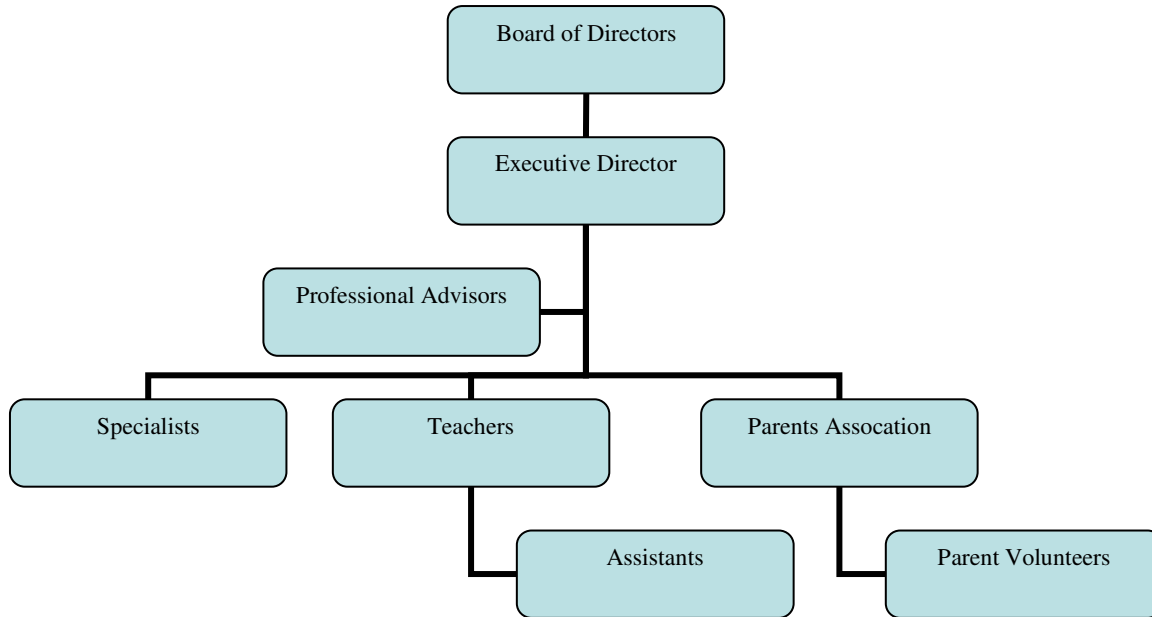 Board of Directors
Executive Director
Professional Advisors
Specialists
Teachers
Parents Assocation
Assistants
Parent Volunteers